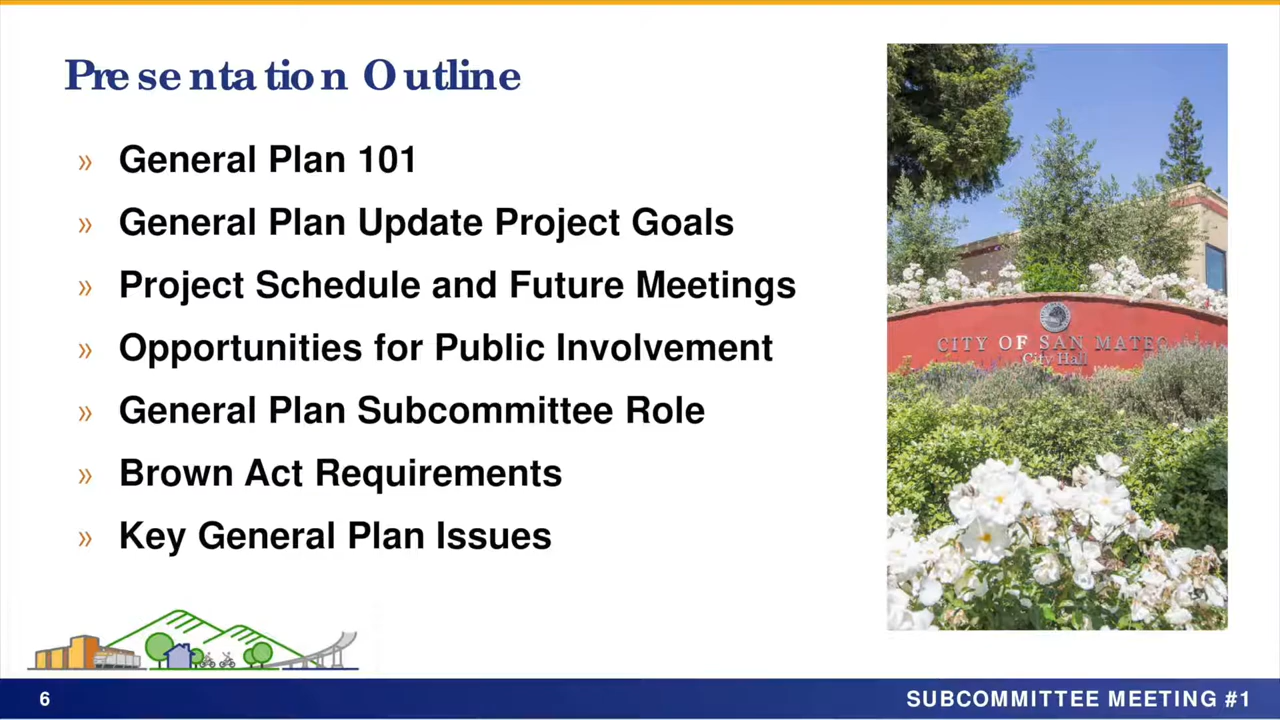 Presentation Outline
» General Plan 101
» General Plan Update Project Goals
» Project Schedule and Future Meetings
» Opportunities for Public Involvement
» General Plan Subcommittee Role
» Brown Act Requirements
» Key General Plan Issues
CITY OF SAN MATEO
City Hall
6
SUBCOMMITTEE MEETING #1